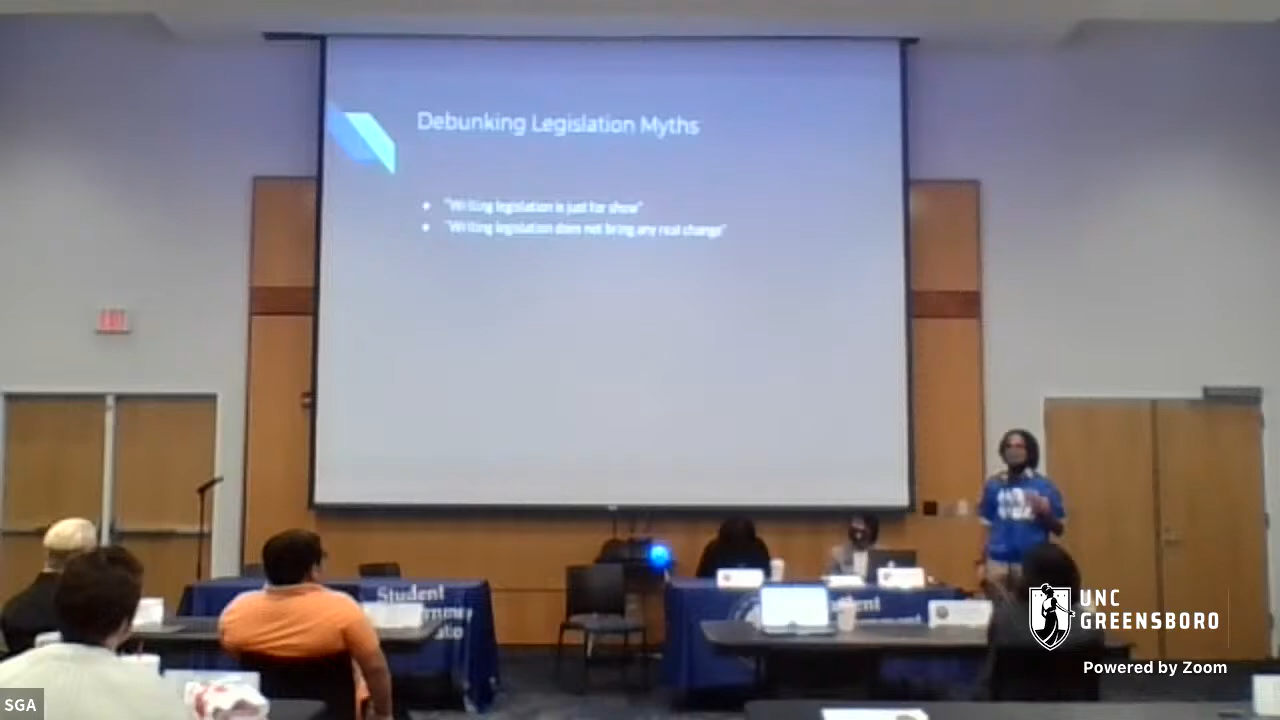 Debunking Legislation Myths
"Writing legislation is just for show"
"Writing legislation does not bring any real change"
Student
UNC
GREENSBORO
Powered by Zoom
SGA